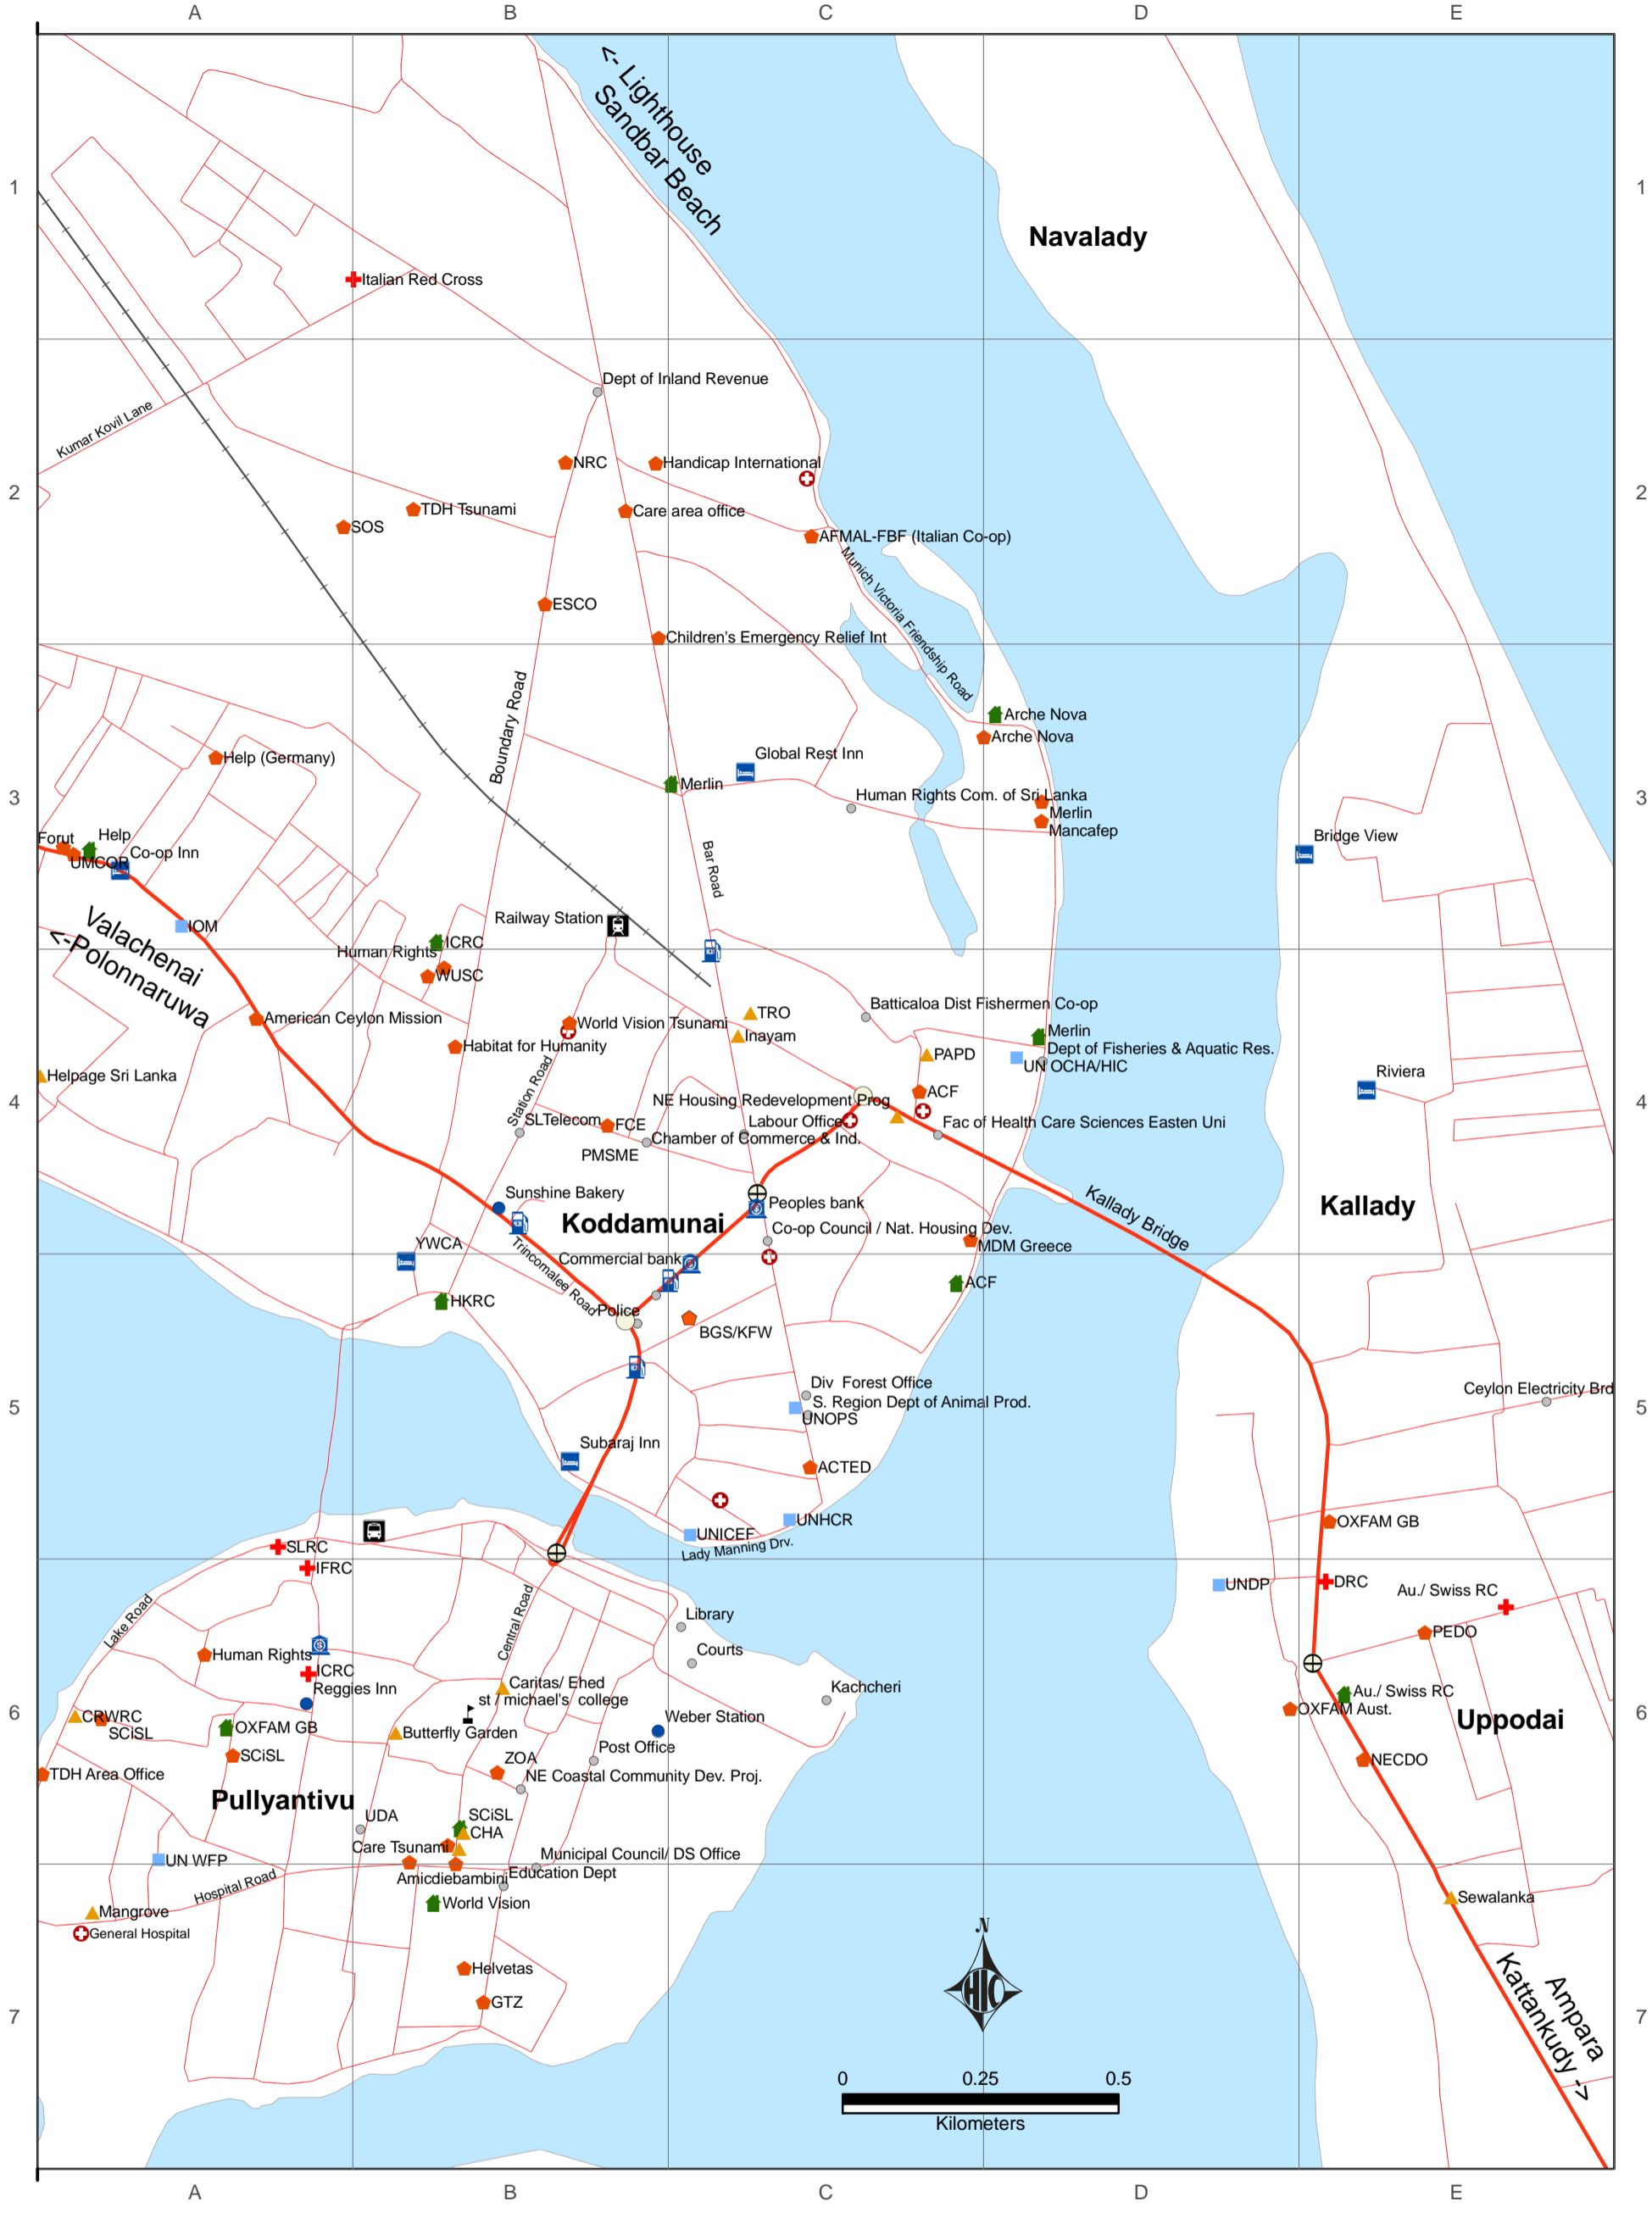 A B C D E
<- Lighthouse
Sandbar Beach
1 1
Navalady
Italian Red Cross
Dept of Inland Revenue
Kumar Kovil Lane
NRC
Handicap International
2 2
TDH Tsunami
Care area office
SOS
AFMAL-FBF (Italian Co-op)
Munich Victoria Friendship Road
ESCO
Children's Emergency Relief Int
Boundary Road
Arche Nova
Arche Nova
Help (Germany)
Global Rest Inn
Merlin
Human Rights Com. of Sri Lanka
3 3
Merlin
Mancafep
Forut
Help
UMCOR
Co-op Inn
Bridge View
Bar Road
IOM
Railway Station
Valachenai
<-Polonnaruwa
ICRC
Human Rights
WUSC
Batticaloa Dist Fishermen Co-op
TRO
American Ceylon Mission
World Vision Tsunami
Inayam
Merlin
Habitat for Humanity
Dept of Fisheries & Aquatic Res.
PAPD
UN OCHA/HIC
Helpage Sri Lanka
Riviera
Station Road
ACF
NE Housing Redevelopment Prog
4 4
SLTelecom
FCE
Labour Office
Fac of Health Care Sciences Easten Uni
Chamber of Commerce & Ind.
PMSME
Sunshine Bakery
Peoples bank
Kallady Bridge
Kallady
Koddamunai
Co-op Council / Nat. Housing Dev.
YWCA
Trincomalee Road
Commercial bank
MDM Greece
ACF
HKRC
Police
BGS/KFW
Div Forest Office
Ceylon Electricity Brd
S. Region Dept of Animal Prod.
5 5
UNOPS
Subaraj Inn
ACTED
UNHCR
OXFAM GB
UNICEF
Lady Manning Drv.
SLRC
IFRC
UNDP
DRC
Au./ Swiss RC
Lake Road
Central Road
Library
PEDO
Human Rights
Courts
ICRC
Reggies Inn
Caritas/ Ehed
Kachcheri
st / michael's college
Au./ Swiss RC
6 6
CRWRC
SCiSL
OXFAM GB
Butterfly Garden
Weber Station
OXFAM Aust.
Uppodai
SCiSL
Post Office
ZOA
NECDO
TDH Area Office
NE Coastal Community Dev. Proj.
Pullyantivu
UDA
SCiSL
CHA
Care Tsunami
Municipal Council/ DS Office
UN WFP
Amicdiebambini
Education Dept
Hospital Road
World Vision
Sewalanka
Mangrove
General Hospital
N
Helvetas
HIC
GTZ
7 7
Ampara
Kattankudy ->
0 0.25 0.5
Kilometers
A B C D E